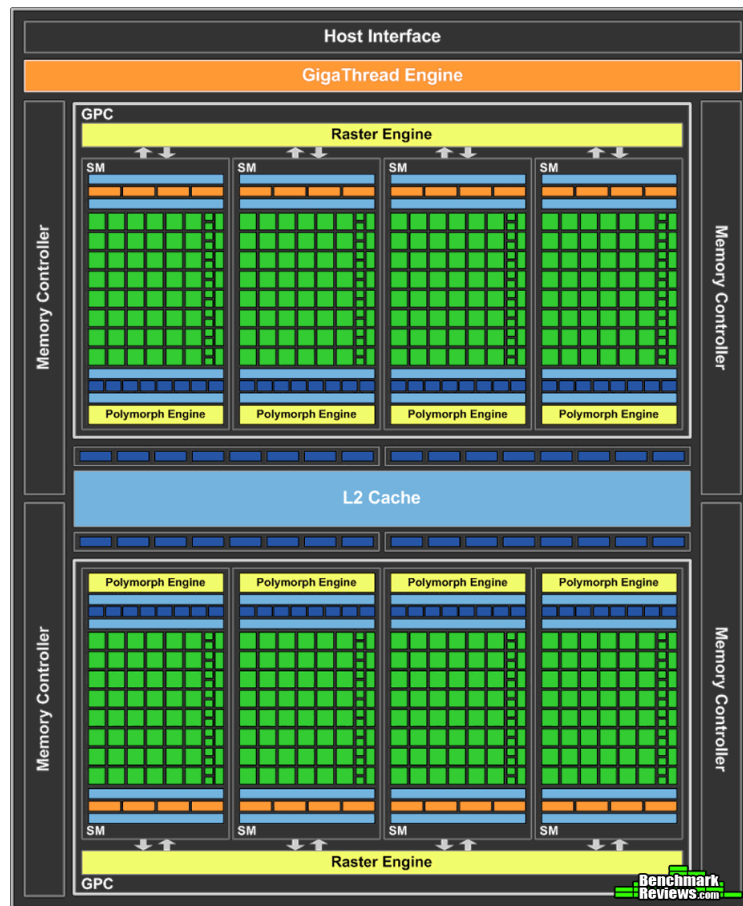 Host Interface
GigaThread Engine
GPC
Raster Engine
SM
SM
SM
SM
Memory Controller
Memory Controller
Polymorph Engine
Polymorph Engine
Polymorph Engine
Polymorph Engine
L2 Cache
Polymorph Engine
Polymorph Engine
Polymorph Engine
Polymorph Engine
Memory Controller
Memory Controller
SM
SM
SM
SM
Raster Engine
GPC
Benchmark
Reviews.com